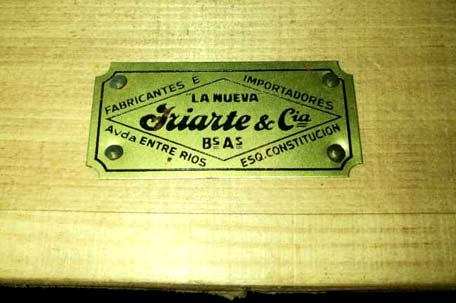 FABRICANTES E IMPORTADORES
"LA NUEVA
Iriarte & Cia
Bs As
Avda ENTRE RIOS ESQ. CONSTITUCION